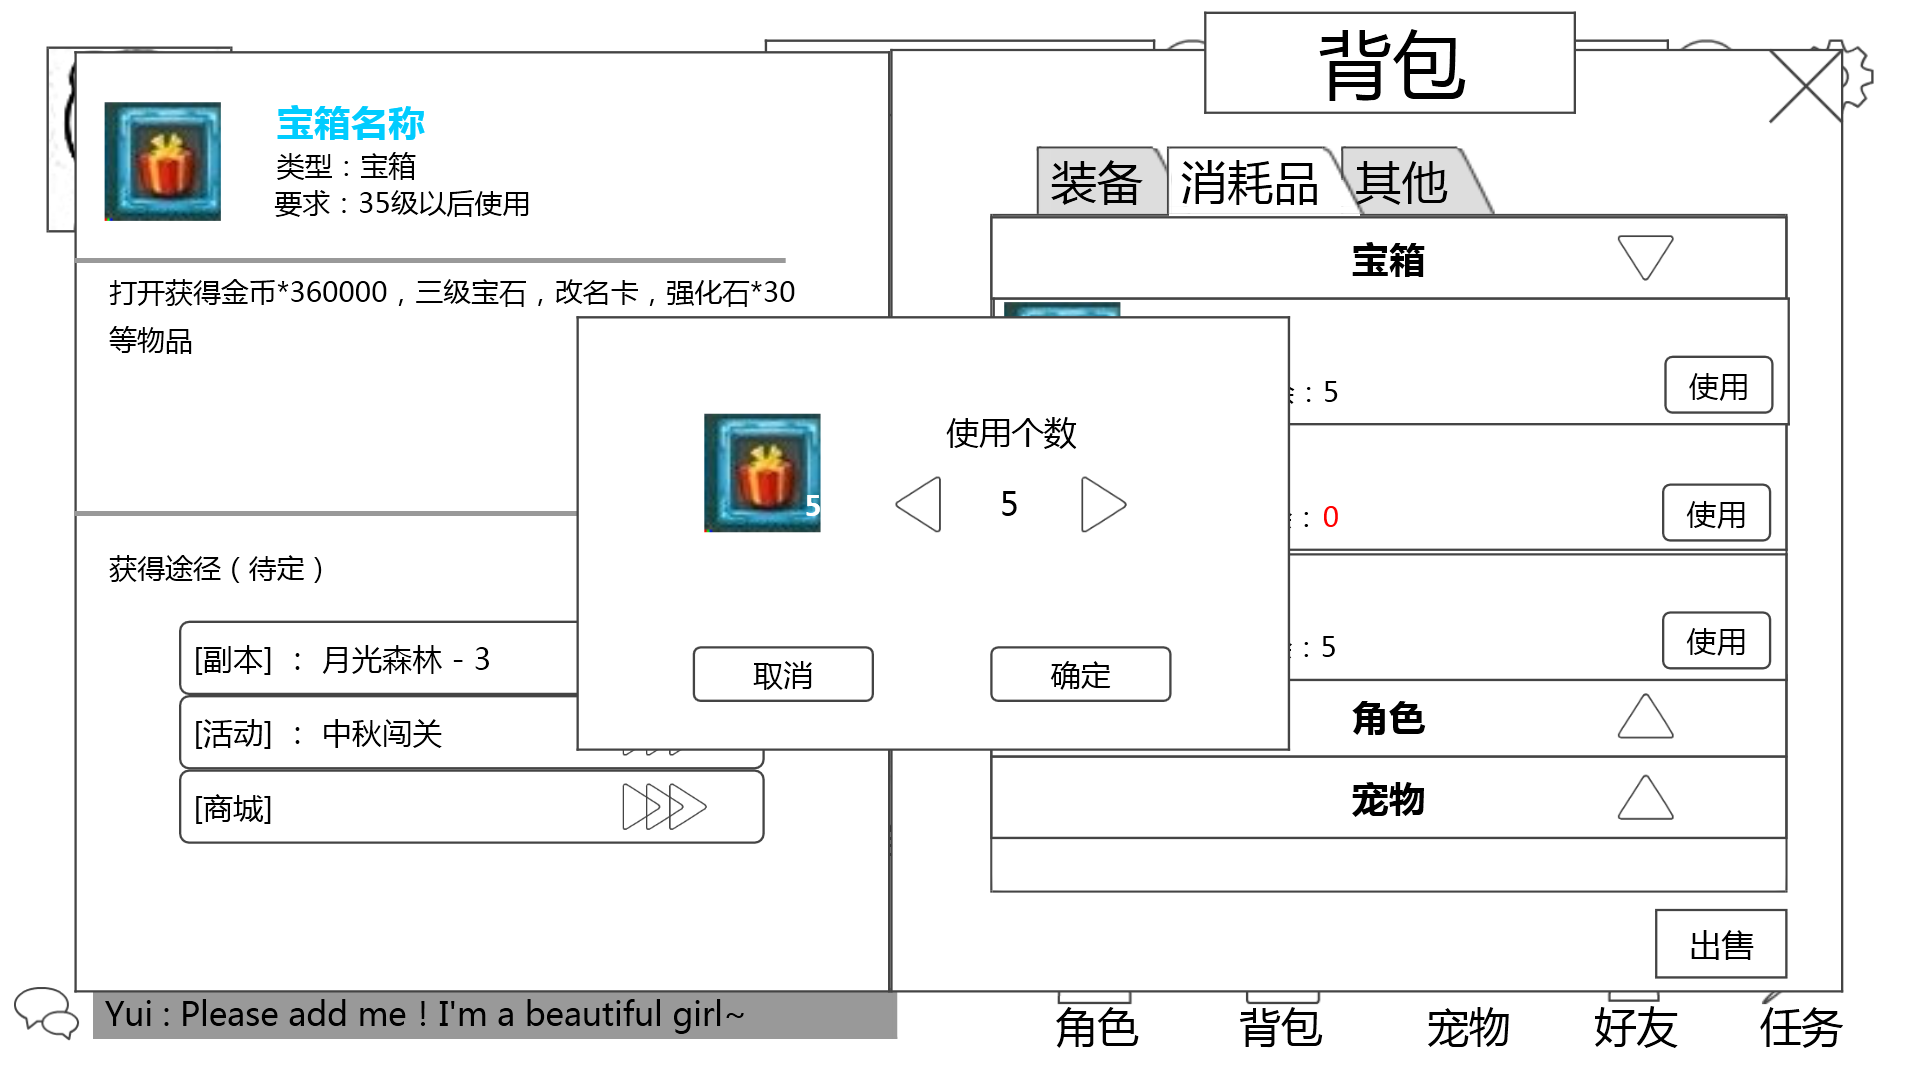 背包
宝箱名称
类型：宝箱
要求：35级以后使用
打开获得金币*360000，三级宝石，改名卡，强化石*30
等物品
获得途径（待定）
[副本] ： 月光森林 - 3
[活动] ： 中秋闯关
[商城]
装备
消耗品
其他
宝箱
：5
使用
：0
使用
：5
使用
角色
宠物
出售
使用个数
5
5
取消
确定
Yui : Please add me ! I'm a beautiful girl~
角色
背包
宠物
好友
任务